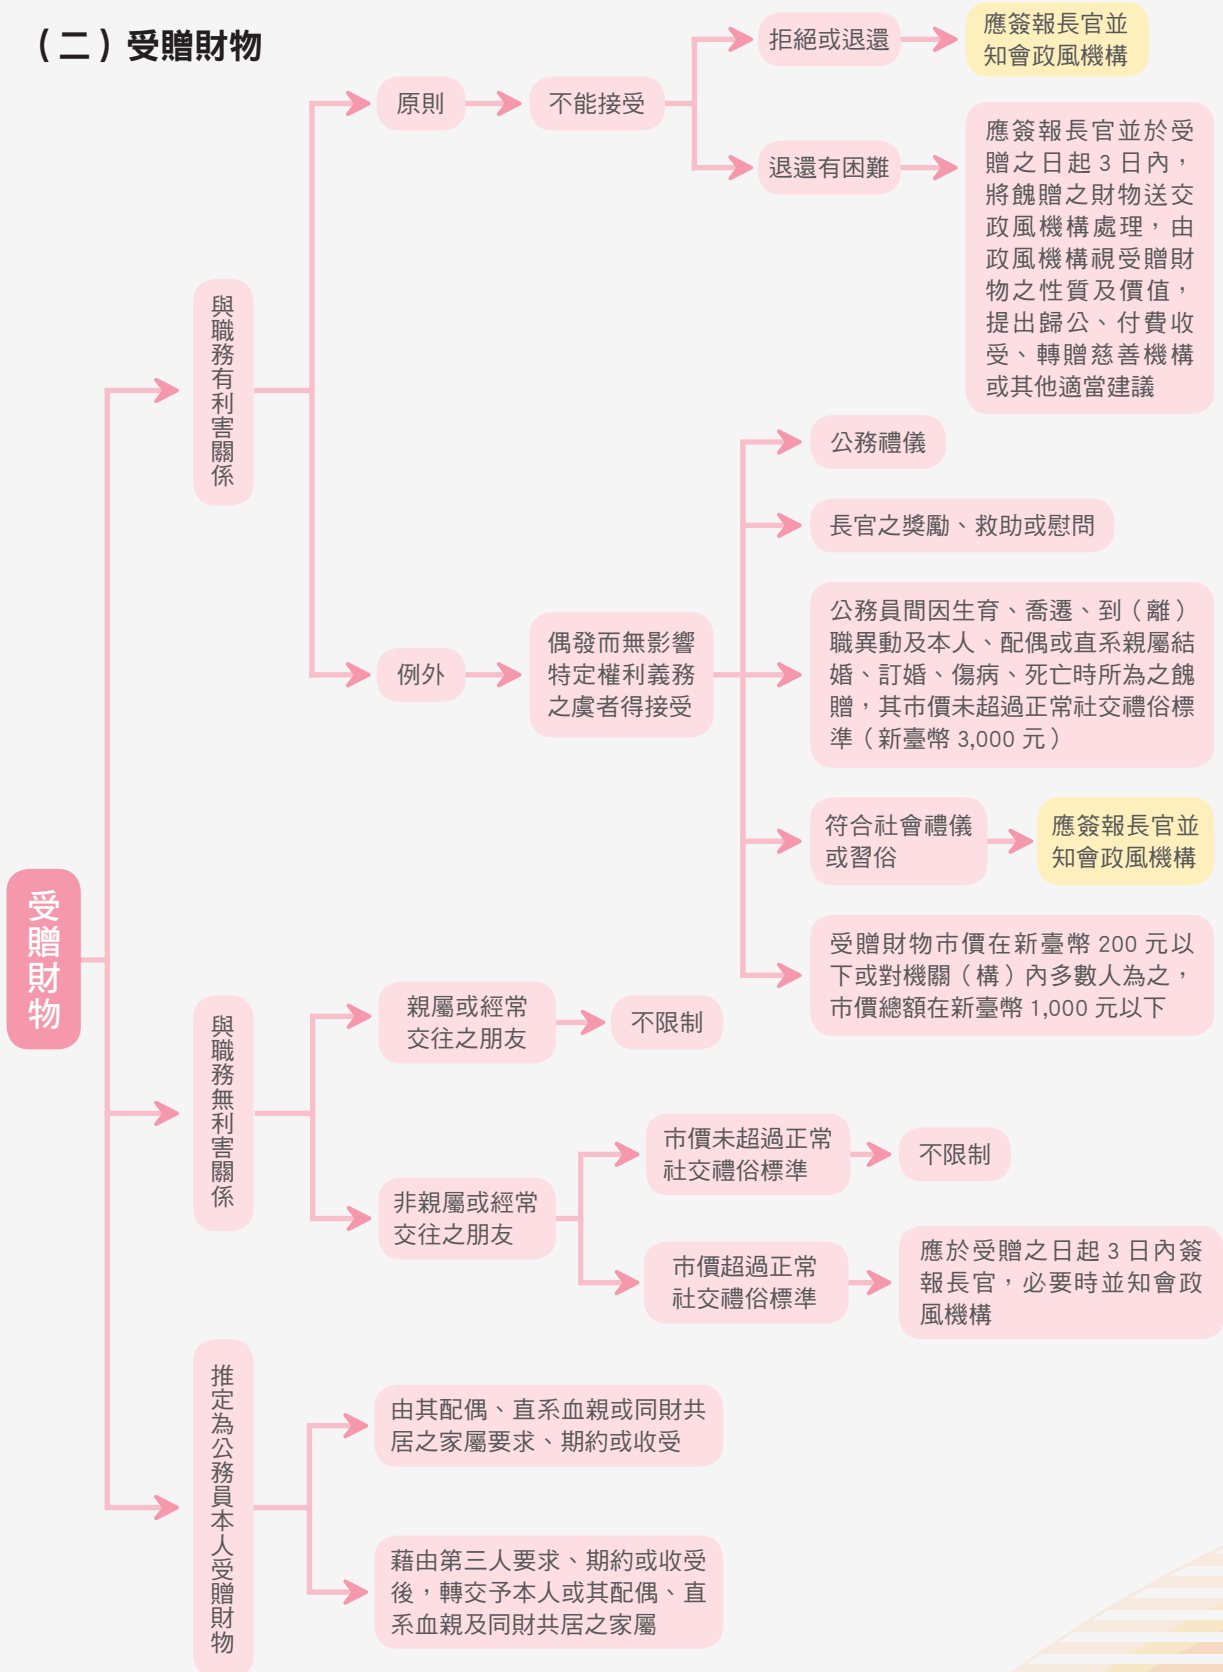 (二) 受贈財物
受贈財物
與職務有利害關係
原則
不能接受
拒絕或退還
應簽報長官並
知會政風機構
退還有困難
應簽報長官並於受
贈之日起 3 日內，
將餽贈之財物送交
政風機構處理，由
政風機構視受贈財
物之性質及價值，
提出歸公、付費收
受、轉贈慈善機構
或其他適當建議
例外
偶發而無影響
特定權利義務
之虞者得接受
公務禮儀
長官之獎勵、救助或慰問
公務員間因生育、喬遷、到（離）
職異動及本人、配偶或直系親屬結
婚、訂婚、傷病、死亡時所為之餽
贈，其市價未超過正常社交禮俗標
準（新臺幣 3,000 元）
符合社會禮儀
或習俗
應簽報長官並
知會政風機構
受贈財物市價在新臺幣 200 元以
下或對機關（構）內多數人為之，
市價總額在新臺幣 1,000 元以下
與職務無利害關係
親屬或經常
交往之朋友
不限制
非親屬或經常
交往之朋友
市價未超過正常
社交禮俗標準
不限制
市價超過正常
社交禮俗標準
應於受贈之日起 3 日內簽
報長官，必要時並知會政
風機構
推定為公務員本人受贈財物
由其配偶、直系血親或同財共
居之家屬要求、期約或收受
藉由第三人要求、期約或收受
後，轉交予本人或其配偶、直
系血親及同財共居之家屬